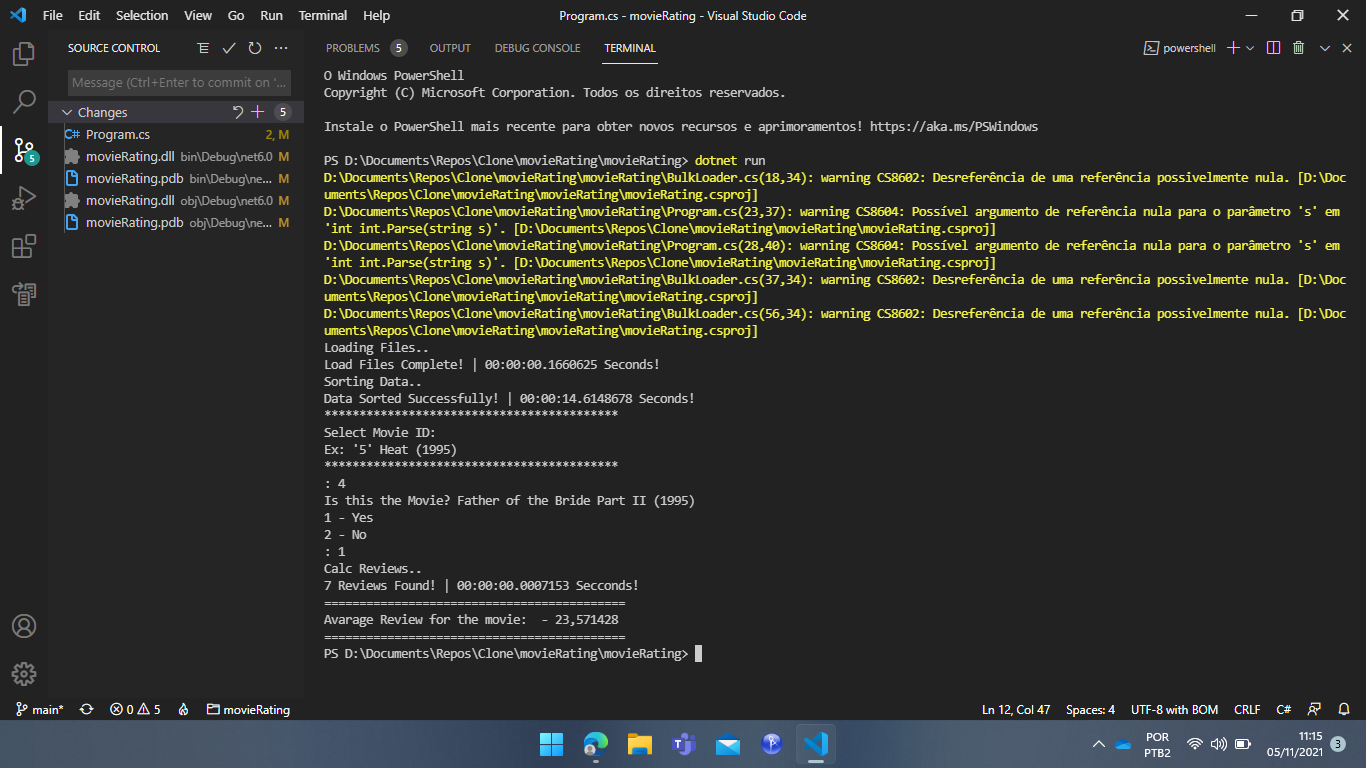 File Edit Selection View Go Run Terminal Help
Program.cs - movieRating - Visual Studio Code
SOURCE CONTROL
Message (Ctrl+Enter to commit on '...
Changes 5
C# Program.cs 2, M
movieRating.dll bin\Debug\net6.0 M
movieRating.pdb bin\Debug\ne... M
movieRating.dll obj\Debug\net6.0 M
movieRating.pdb obj\Debug\ne... M
5
PROBLEMS 5 OUTPUT DEBUG CONSOLE TERMINAL
powershell
O Windows PowerShell
Copyright (C) Microsoft Corporation. Todos os direitos reservados.
Instale o PowerShell mais recente para obter novos recursos e aprimoramentos! https://aka.ms/PSWindows
PS D:\Documents\Repos\Clone\movieRating\movieRating> dotnet run
D:\Documents\Repos\Clone\movieRating\movieRating\BulkLoader.cs(18,34): warning CS8602: Desreferência de uma referência possivelmente nula. [D:\Doc
uments\Repos\Clone\movieRating\movieRating\movieRating.csproj]
D:\Documents\Repos\Clone\movieRating\movieRating\Program.cs(23,37): warning CS8604: Possível argumento de referência nula para o parâmetro 's' em
'int int.Parse(string s)'. [D:\Documents\Repos\Clone\movieRating\movieRating\movieRating.csproj]
D:\Documents\Repos\Clone\movieRating\movieRating\Program.cs(28,40): warning CS8604: Possível argumento de referência nula para o parâmetro 's' em
'int int.Parse(string s)'. [D:\Documents\Repos\Clone\movieRating\movieRating\movieRating.csproj]
D:\Documents\Repos\Clone\movieRating\movieRating\BulkLoader.cs(37,34): warning CS8602: Desreferência de uma referência possivelmente nula. [D:\Doc
uments\Repos\Clone\movieRating\movieRating\movieRating.csproj]
D:\Documents\Repos\Clone\movieRating\movieRating\BulkLoader.cs(56,34): warning CS8602: Desreferência de uma referência possivelmente nula. [D:\Doc
uments\Repos\Clone\movieRating\movieRating\movieRating.csproj]
Loading Files..
Load Files Complete! | 00:00:00.1660625 Seconds!
Sorting Data..
Data Sorted Successfully! | 00:00:14.6148678 Seconds!
******************************************
Select Movie ID:
Ex: '5' Heat (1995)
******************************************
: 4
Is this the Movie? Father of the Bride Part II (1995)
1 - Yes
2 - No
: 1
Calc Reviews..
7 Reviews Found! | 00:00:00.0007153 Secconds!
===========================================
Avarage Review for the movie:  - 23,571428
===========================================
PS D:\Documents\Repos\Clone\movieRating\movieRating>
main* 0 5 movieRating
Ln 12, Col 47 Spaces: 4 UTF-8 with BOM CRLF C#
POR
PTB2
11:15
05/11/2021
3